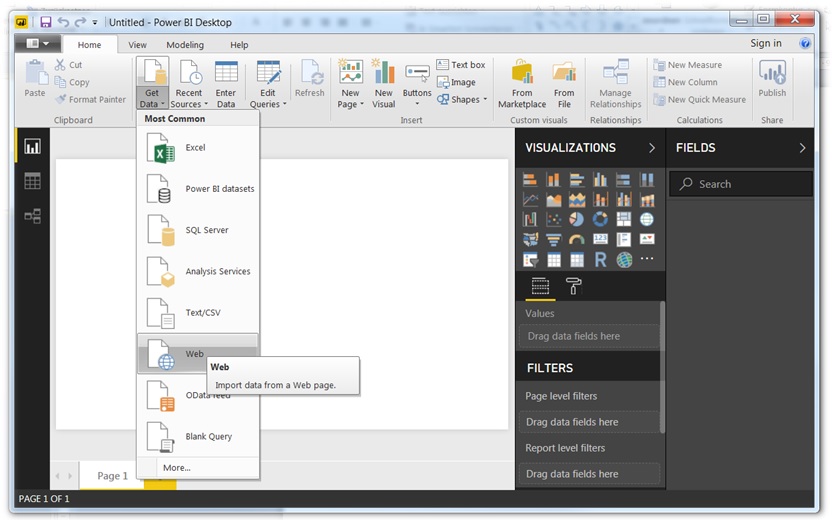 Untitled - Power BI Desktop
Home View Modeling Help Sign in
Paste
Cut
Copy
Format Painter
Clipboard
Get Data
Recent Sources
Enter Data
Edit Queries
Refresh
New Page
New Visual
Buttons
Text box
Image
Shapes
Insert
From Marketplace
From File
Custom visuals
Manage Relationships
Relationships
New Measure
New Column
New Quick Measure
Calculations
Publish
Share
Most Common
Excel
Power BI datasets
SQL Server
Analysis Services
Text/CSV
Web
Web
Import data from a Web page.
OData feed
Blank Query
More...
VISUALIZATIONS
FIELDS
Search
123
R
...
Values
Drag data fields here
FILTERS
Page level filters
Drag data fields here
Report level filters
Drag data fields here
Page 1
PAGE 1 OF 1